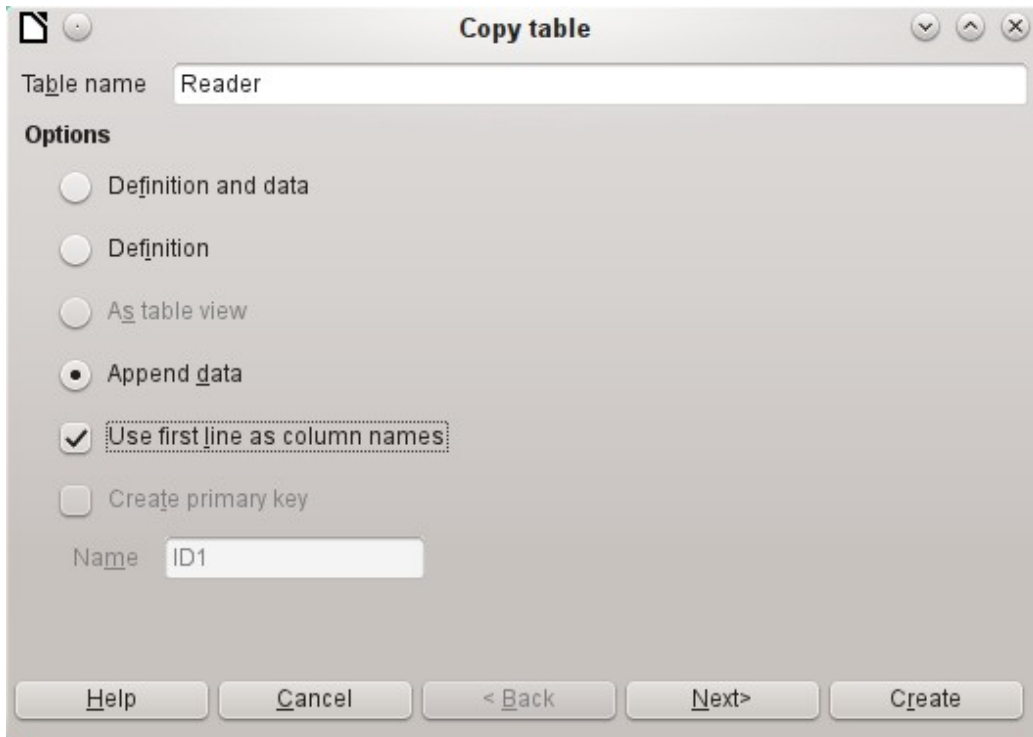 Copy table
Table name Reader
Options
Definition and data
Definition
As table view
Append data
Use first line as column names
Create primary key
Name ID1
Help Cancel < Back Next> Create